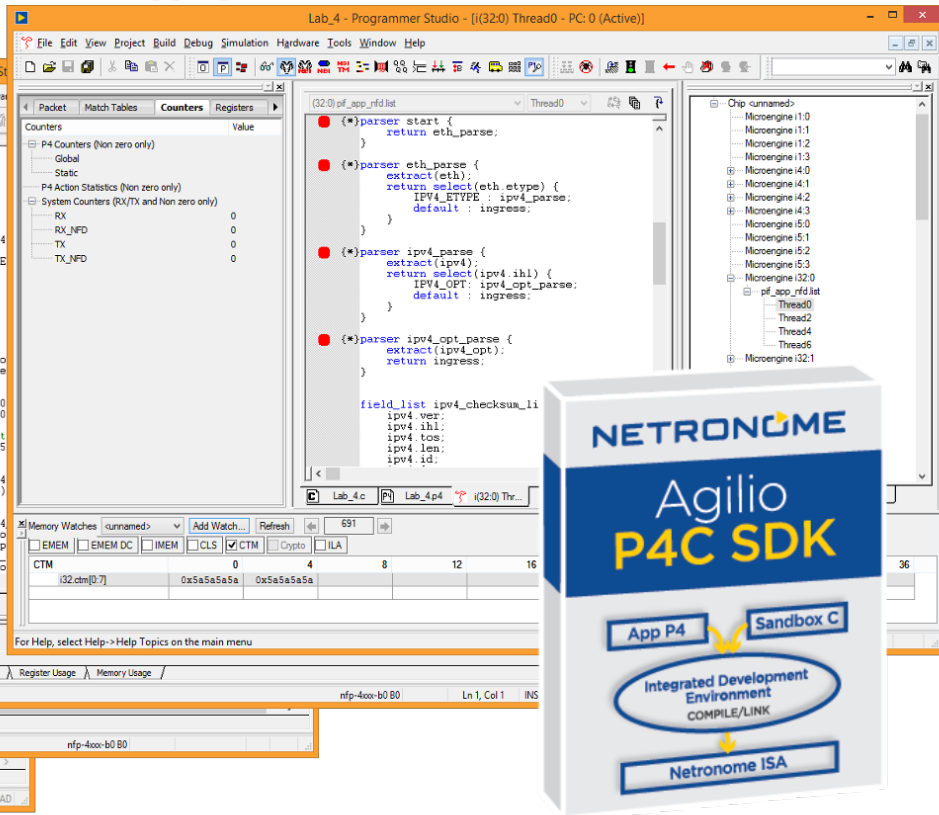 Lab_4 - Programmer Studio - [i(32:0) Thread0 - PC: 0 (Active)]
File Edit View Project Build Debug Simulation Hardware Tools Window Help
Packet Match Tables Counters Registers
Counters Value
P4 Counters (Non zero only)
Global
Static
P4 Action Statistics (Non zero only)
System Counters (RX/TX and Non zero only)
RX 0
RX_NFD 0
TX 0
TX_NFD 0
(32:0) pif_app_nfd.list Thread0
{*}parser start {
return eth_parse;
}
{*}parser eth_parse {
extract(eth);
return select(eth.etype) {
IPV4_ETYPE : ipv4_parse;
default : ingress;
}
}
{*}parser ipv4_parse {
extract(ipv4);
return select(ipv4.ihl) {
IPV4_OPT: ipv4_opt_parse;
default : ingress;
}
}
{*}parser ipv4_opt_parse {
extract(ipv4_opt);
return ingress;
}
field_list ipv4_checksum_li
ipv4.ver;
ipv4.ihl;
ipv4.tos;
ipv4.len;
ipv4.id;
Lab_4.c Lab_4.p4 i(32:0) Thr...
Chip <unnamed>
Microengine i1:0
Microengine i1:1
Microengine i1:2
Microengine i1:3
Microengine i4:0
Microengine i4:1
Microengine i4:2
Microengine i4:3
Microengine i5:0
Microengine i5:1
Microengine i5:2
Microengine i5:3
Microengine i32:0
pif_app_nfd.list
Thread0
Thread2
Thread4
Thread6
Microengine i32:1
Memory Watches <unnamed> Add Watch... Refresh 691
EMEM EMEM DC IMEM CLS CTM Crypto ILA
CTM 0 4 8 12 16 36
i32.ctm[0:7] 0x5a5a5a5a 0x5a5a5a5a
For Help, select Help->Help Topics on the main menu
Register Usage Memory Usage
nfp-4xxx-b0 B0 Ln 1, Col 1 INS
nfp-4xxx-b0 B0
NETRONOME
Agilio
P4C SDK
App P4 Sandbox C
Integrated Development
Environment
COMPILE/LINK
Netronome ISA